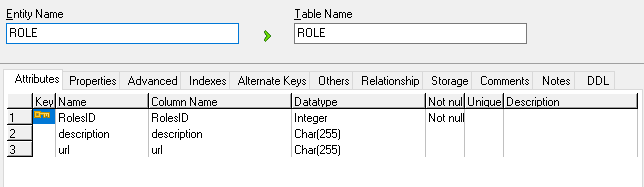 Entity Name Table Name
ROLE ROLE
Attributes Properties Advanced Indexes Alternate Keys Others Relationship Storage Comments Notes DDL
Key Name Column Name Datatype Not nul Unique Description
1 RolesID RolesID Integer Not null
2 description description Char(255)
3 url url Char(255)